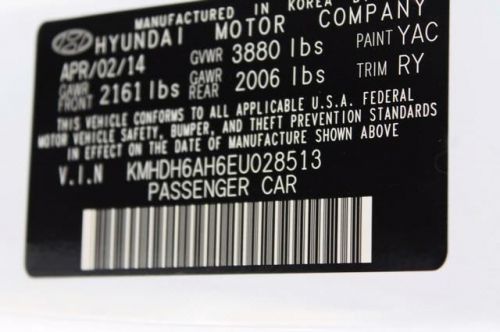 MANUFACTURED IN KOREA
HYUNDAI MOTOR COMPANY
APR/02/14 GVWR 3880 lbs PAINT YAC
GAWR FRONT 2161 lbs GAWR REAR 2006 lbs TRIM RY
THIS VEHICLE CONFORMS TO ALL APPLICABLE U.S.A FEDERAL
MOTOR VEHICLE SAFETY, BUMPER, AND THEFT PREVENTION STANDARDS
IN EFFECT ON THE DATE OF MANUFACTURE SHOWN ABOVE.
V.I.N KMHDH6AH6EU028513
PASSENGER CAR